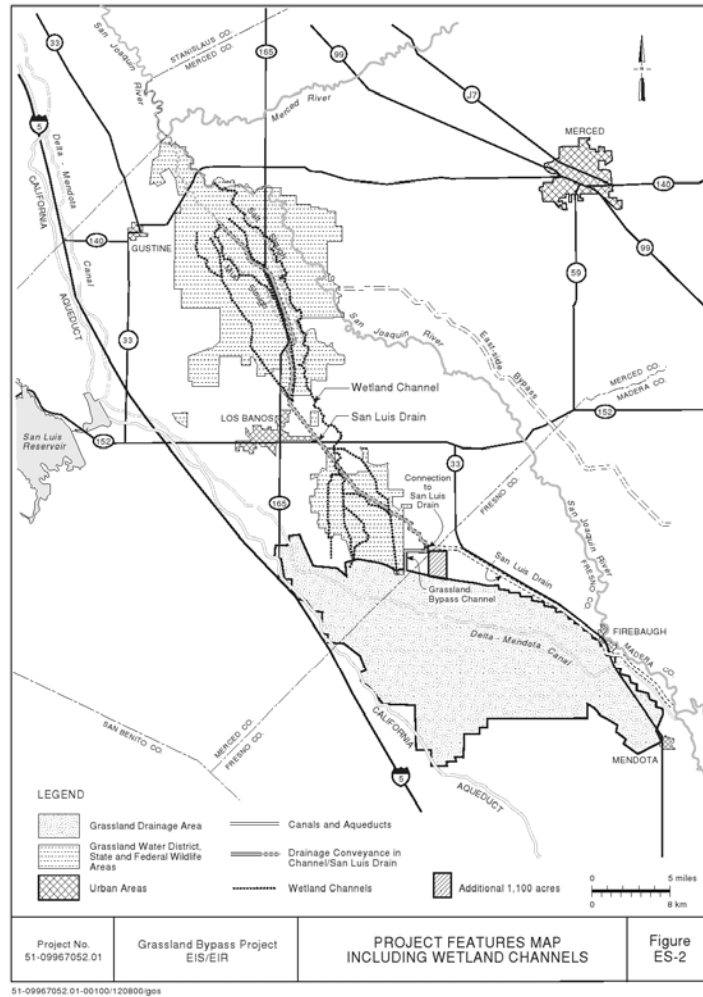 33
San Joaquin
River
STANISLAUS CO.
MERCED CO.
165
99
J7
Merced River
MERCED
5
Delta - Mendota
Canal
CALIFORNIA
AQUEDUCT
140
GUSTINE
140
San Joaquin River
59
99
33
Mud
Slough
San Joaquin River
East-side Bypass
Wetland Channel
MERCED CO.
MADERA CO.
LOS BANOS
San Luis Drain
152
San Luis
Reservoir
152
33
Connection
to
San Luis
Drain
FRESNO CO.
165
San Joaquin River
San Luis Drain
FRESNO CO.
Grassland
Bypass Channel
FIREBAUGH
MADERA CO.
Delta - Mendota Canal
SAN BENITO CO.
MERCED CO.
FRESNO CO.
CALIFORNIA
MENDOTA
5
AQUEDUCT
LEGEND
Grassland Drainage Area
Canals and Aqueducts
Grassland Water District,
State and Federal Wildlife
Areas
Drainage Conveyance in
Channel/San Luis Drain
Urban Areas
Wetland Channels
Additional 1,100 acres
0 5 miles
0 8 km
Project No.
51-09967052.01
Grassland Bypass Project
EIS/EIR
PROJECT FEATURES MAP
INCLUDING WETLAND CHANNELS
Figure
ES-2
51-09967052.01-00100/120800/gos